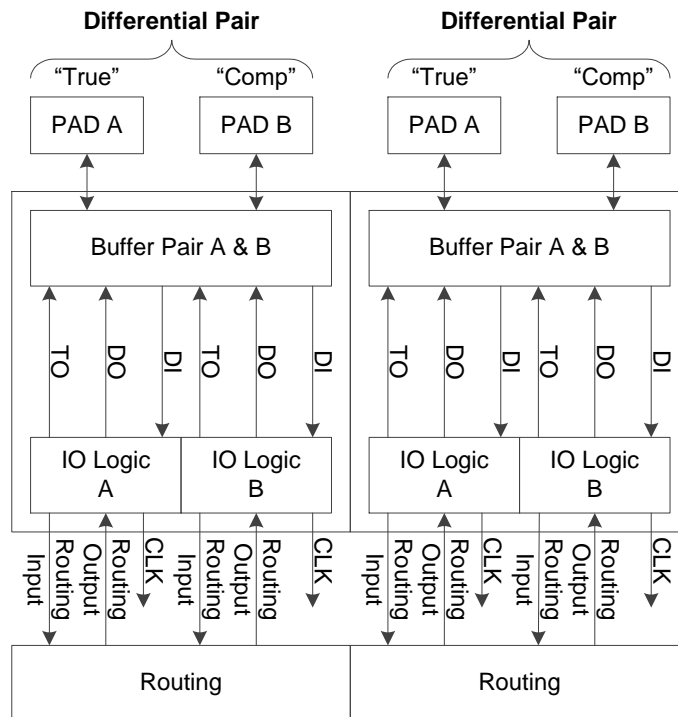 Differential Pair Differential Pair
“True” “Comp” “True” “Comp”
PAD A PAD B PAD A PAD B
Buffer Pair A & B Buffer Pair A & B
TO DO DI TO DO DI TO DO DI TO DO DI
IO Logic A IO Logic B IO Logic A IO Logic B
Routing Input Routing Output CLK Routing Input Routing Output CLK Routing Input Routing Output CLK Routing Input Routing Output CLK
Routing Routing